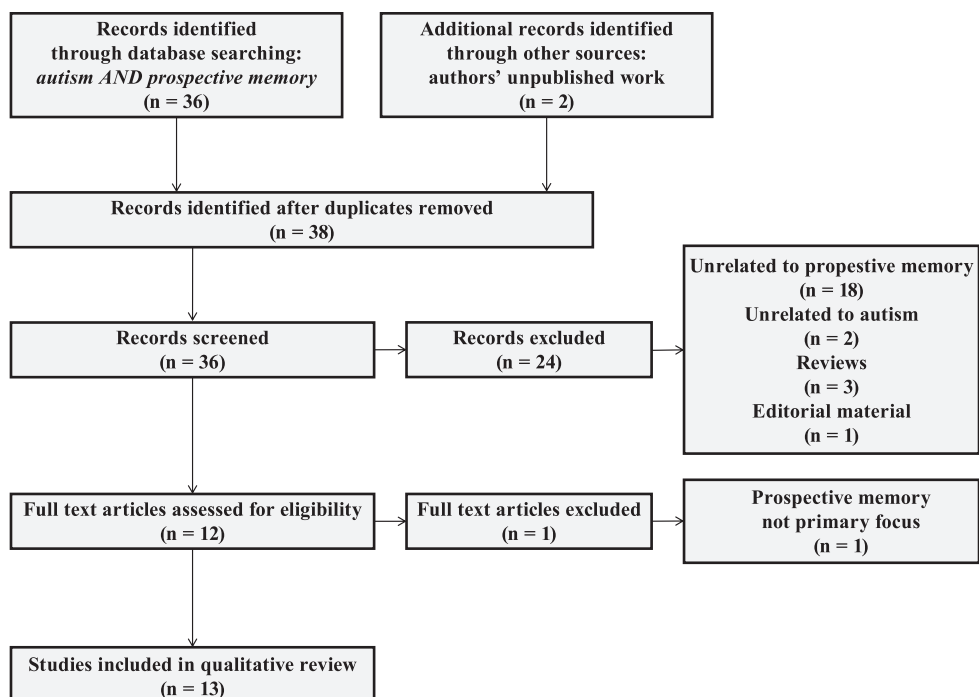 Records identified
through database searching:
autism AND prospective memory
(n = 36)
Additional records identified
through other sources:
authors' unpublished work
(n = 2)
Records identified after duplicates removed
(n = 38)
Records screened
(n = 36)
Records excluded
(n = 24)
Unrelated to propestive memory
(n = 18)
Unrelated to autism
(n = 2)
Reviews
(n = 3)
Editorial material
(n = 1)
Full text articles assessed for eligibility
(n = 12)
Full text articles excluded
(n = 1)
Prospective memory
not primary focus
(n = 1)
Studies included in qualitative review
(n = 13)